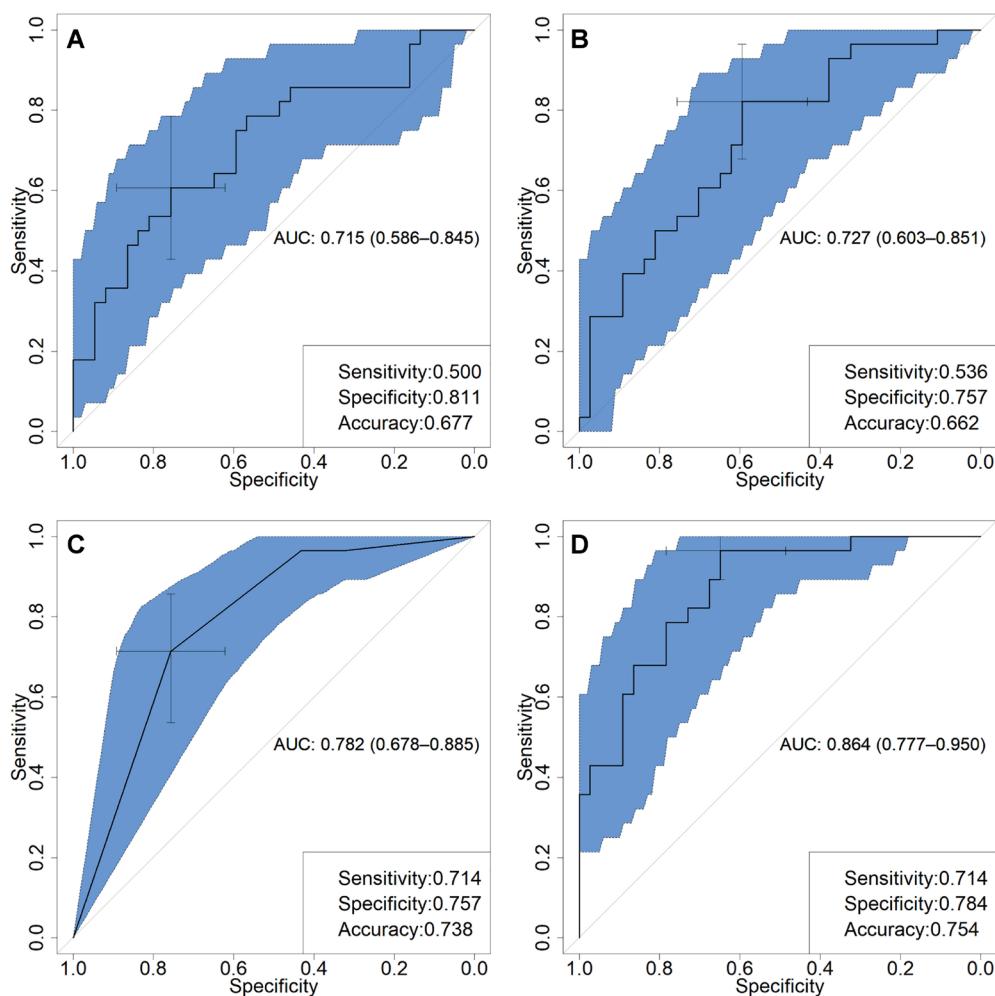 A
Sensitivity
0.0 0.2 0.4 0.6 0.8 1.0
AUC: 0.715 (0.586–0.845)
Sensitivity:0.500
Specificity:0.811
Accuracy:0.677
1.0 0.8 0.6 0.4 0.2 0.0
Specificity
B
Sensitivity
0.0 0.2 0.4 0.6 0.8 1.0
AUC: 0.727 (0.603–0.851)
Sensitivity:0.536
Specificity:0.757
Accuracy:0.662
1.0 0.8 0.6 0.4 0.2 0.0
Specificity
C
Sensitivity
0.0 0.2 0.4 0.6 0.8 1.0
AUC: 0.782 (0.678–0.885)
Sensitivity:0.714
Specificity:0.757
Accuracy:0.738
1.0 0.8 0.6 0.4 0.2 0.0
Specificity
D
Sensitivity
0.0 0.2 0.4 0.6 0.8 1.0
AUC: 0.864 (0.777–0.950)
Sensitivity:0.714
Specificity:0.784
Accuracy:0.754
1.0 0.8 0.6 0.4 0.2 0.0
Specificity